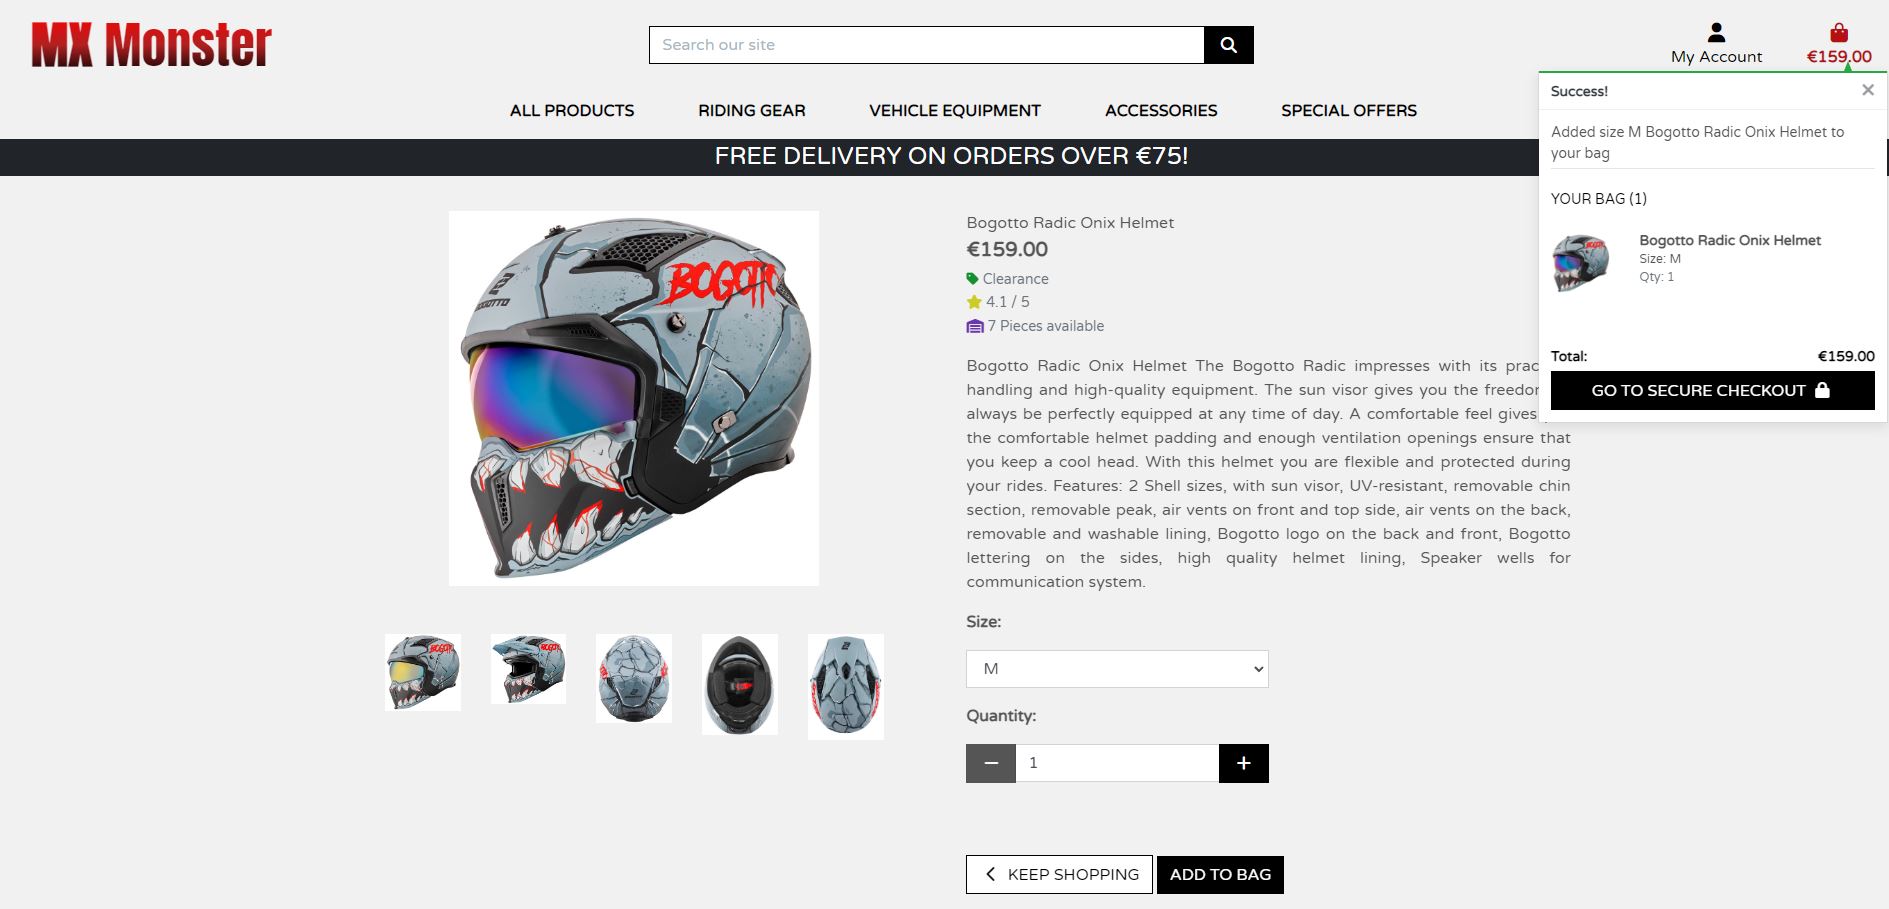 MX Monster
Search our site
My Account
€159.00
ALL PRODUCTS
RIDING GEAR
VEHICLE EQUIPMENT
ACCESSORIES
SPECIAL OFFERS
FREE DELIVERY ON ORDERS OVER €75!
Success!
Added size M Bogotto Radic Onix Helmet to
your bag
YOUR BAG (1)
Bogotto Radic Onix Helmet
Size: M
Qty: 1
Total:
€159.00
GO TO SECURE CHECKOUT
BOGOTT
Bogotto Radic Onix Helmet
€159.00
Clearance
4.1 / 5
7 Pieces available
Bogotto Radic Onix Helmet The Bogotto Radic impresses with its
handling and high-quality equipment. The sun visor gives you the freedom
always be perfectly equipped at any time of day. A comfortable feel gives
the comfortable helmet padding and enough ventilation openings ensure that
you keep a cool head. With this helmet you are flexible and protected during
your rides. Features: 2 Shell sizes, with sun visor, UV-resistant, removable chin
section, removable peak, air vents on front and top side, air vents on the back,
removable and washable lining, Bogotto logo on the back and front, Bogotto
lettering on the sides, high quality helmet lining, Speaker wells for
communication system.
Size:
M
Quantity:
1
KEEP SHOPPING
ADD TO BAG